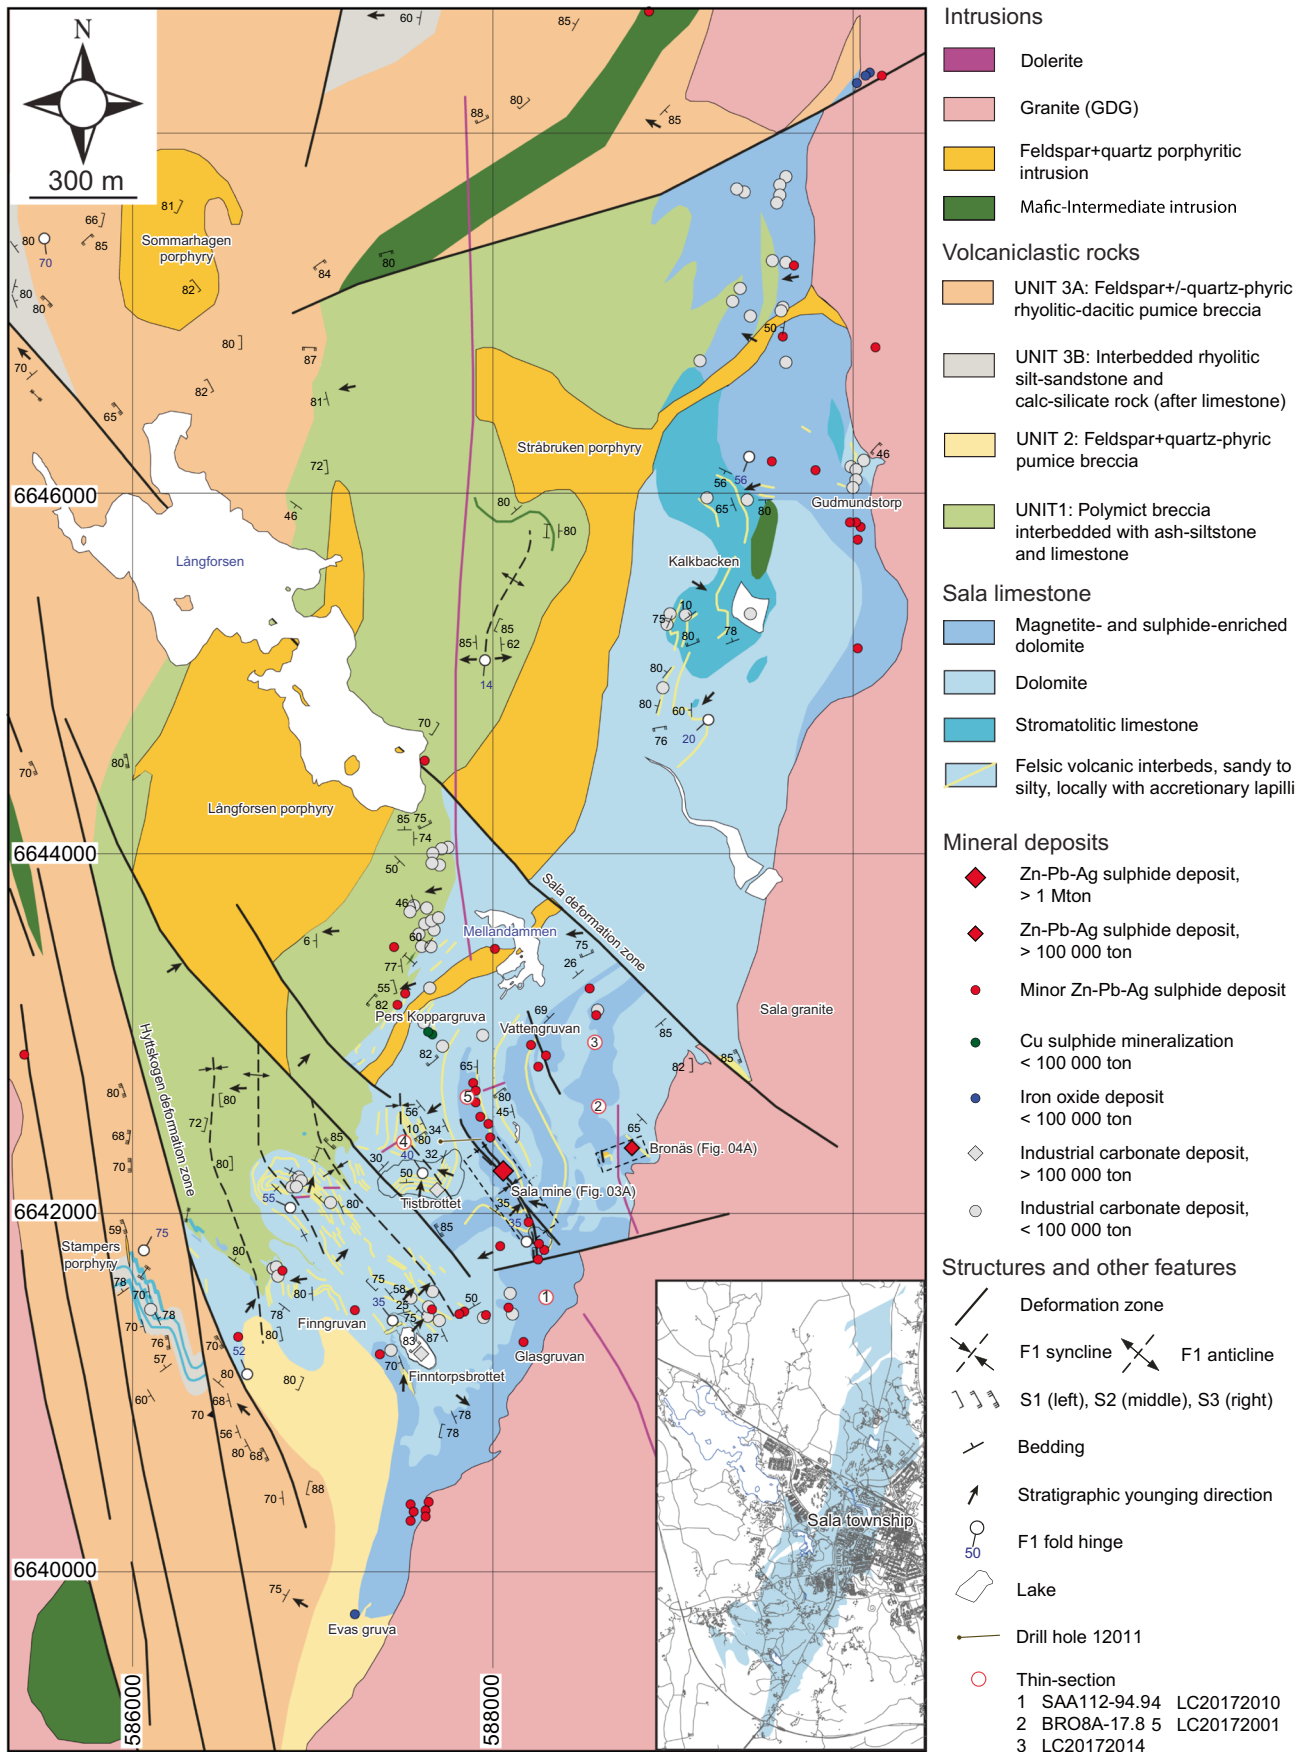 N
300 m
6646000
6644000
6642000
6640000
586000
588000
Sommarhagen
porphyry
Stråbruken porphyry
Långforsen
Gudmundstorp
Kalkbacken
Långforsen porphyry
Mellandammen
Sala deformation zone
Sala granite
Pers Koppargruva
Vattengruvan
Hyttskogen deformation zone
Bronäs (Fig. 04A)
Sala mine (Fig. 03A)
Tistbrottet
Stampers
porphyry
Finngruvan
Glasgruvan
Finntorpsbrottet
Evas gruva
Sala township
1
2
3
4
5
Intrusions
Dolerite
Granite (GDG)
Feldspar+quartz porphyritic
intrusion
Mafic-Intermediate intrusion
Volcaniclastic rocks
UNIT 3A: Feldspar+/-quartz-phyric
rhyolitic-dacitic pumice breccia
UNIT 3B: Interbedded rhyolitic
silt-sandstone and
calc-silicate rock (after limestone)
UNIT 2: Feldspar+quartz-phyric
pumice breccia
UNIT1: Polymict breccia
interbedded with ash-siltstone
and limestone
Sala limestone
Magnetite- and sulphide-enriched
dolomite
Dolomite
Stromatolitic limestone
Felsic volcanic interbeds, sandy to
silty, locally with accretionary lapilli
Mineral deposits
Zn-Pb-Ag sulphide deposit,
> 1 Mton
Zn-Pb-Ag sulphide deposit,
> 100 000 ton
Minor Zn-Pb-Ag sulphide deposit
Cu sulphide mineralization
< 100 000 ton
Iron oxide deposit
< 100 000 ton
Industrial carbonate deposit,
> 100 000 ton
Industrial carbonate deposit,
< 100 000 ton
Structures and other features
Deformation zone
F1 syncline
F1 anticline
S1 (left), S2 (middle), S3 (right)
Bedding
Stratigraphic younging direction
F1 fold hinge
50
Lake
Drill hole 12011
Thin-section
1 SAA112-94.94 LC20172010
2 BRO8A-17.8 5 LC20172001
3 LC20172014